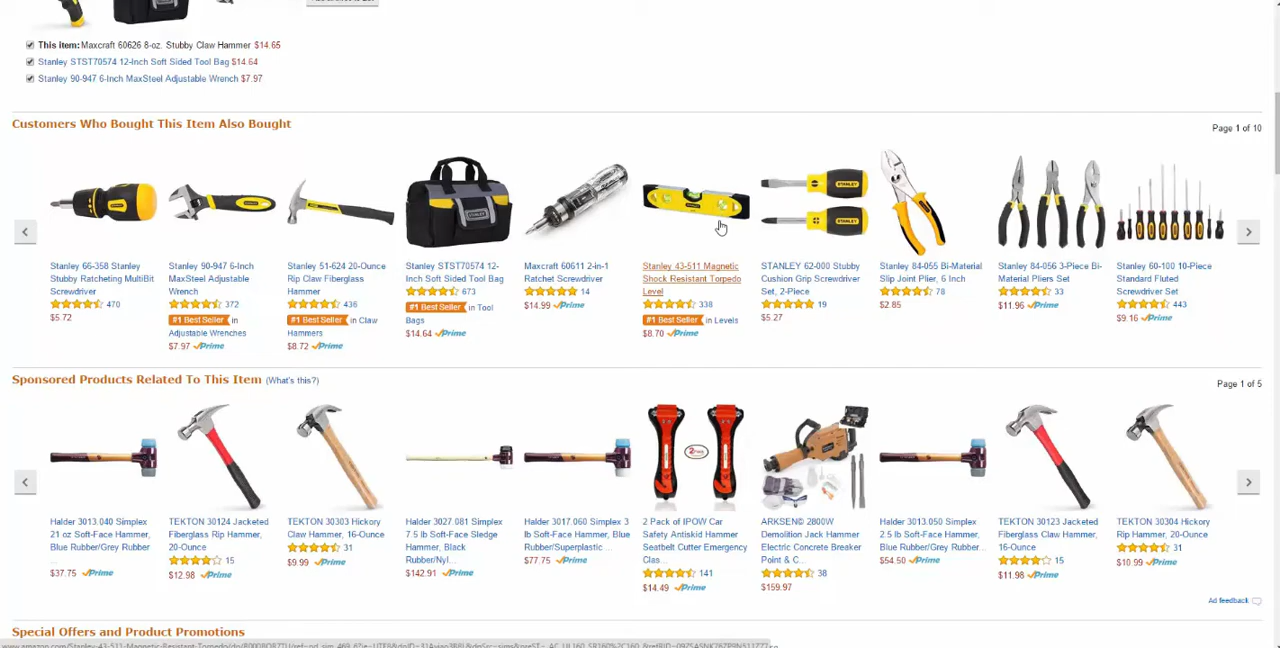 This item: Maxcraft 60626 8-oz. Stubby Claw Hammer $14.65
Stanley STST70574 12-Inch Soft Sided Tool Bag $14.64
Stanley 90-947 6-Inch MaxSteel Adjustable Wrench $7.97
Customers Who Bought This Item Also Bought
Page 1 of 10
Stanley 66-358 Stanley
Stubby Ratcheting MultiBit
Screwdriver
470
$5.72
Stanley 90-947 6-Inch
MaxSteel Adjustable
Wrench
372
#1 Best Seller in
Adjustable Wrenches
$7.97 Prime
Stanley 51-624 20-Ounce
Rip Claw Fiberglass
Hammer
436
#1 Best Seller in Claw
Hammers
$8.72 Prime
Stanley STST70574 12-
Inch Soft Sided Tool Bag
673
#1 Best Seller in Tool
Bags
$14.64 Prime
Maxcraft 60611 2-in-1
Ratchet Screwdriver
14
$14.99 Prime
Stanley 43-511 Magnetic
Shock Resistant Torpedo
Level
338
#1 Best Seller in Levels
$8.70 Prime
STANLEY 62-000 Stubby
Cushion Grip Screwdriver
Set, 2-Piece
19
$5.27
Stanley 84-055 Bi-Material
Slip Joint Plier, 6 Inch
78
$2.85
Stanley 84-056 3-Piece Bi-
Material Pliers Set
33
$11.96 Prime
Stanley 60-100 10-Piece
Standard Fluted
Screwdriver Set
443
$9.16 Prime
Sponsored Products Related To This Item (What's this?)
Page 1 of 5
Halder 3013.040 Simplex
21 oz Soft-Face Hammer,
Blue Rubber/Grey Rubber
...
$37.75 Prime
TEKTON 30124 Jacketed
Fiberglass Rip Hammer,
20-Ounce
15
$12.98 Prime
TEKTON 30303 Hickory
Claw Hammer, 16-Ounce
31
$9.99 Prime
Halder 3027.081 Simplex
7.5 lb Soft-Face Sledge
Hammer, Black
Rubber/Nyl...
$142.91 Prime
Halder 3017.060 Simplex 3
lb Soft-Face Hammer, Blue
Rubber/Superplastic ...
$77.75 Prime
2 Pack of IPOW Car
Safety Antiskid Hammer
Seatbelt Cutter Emergency
Clas...
141
$14.49 Prime
ARKSEN© 2800W
Demolition Jack Hammer
Electric Concrete Breaker
Point & C...
38
$159.97
Halder 3013.050 Simplex
2.5 lb Soft-Face Hammer,
Blue Rubber/Grey Rubber...
$54.50 Prime
TEKTON 30123 Jacketed
Fiberglass Claw Hammer,
16-Ounce
15
$11.98 Prime
TEKTON 30304 Hickory
Rip Hammer, 20-Ounce
31
$10.99 Prime
Ad feedback
Special Offers and Product Promotions